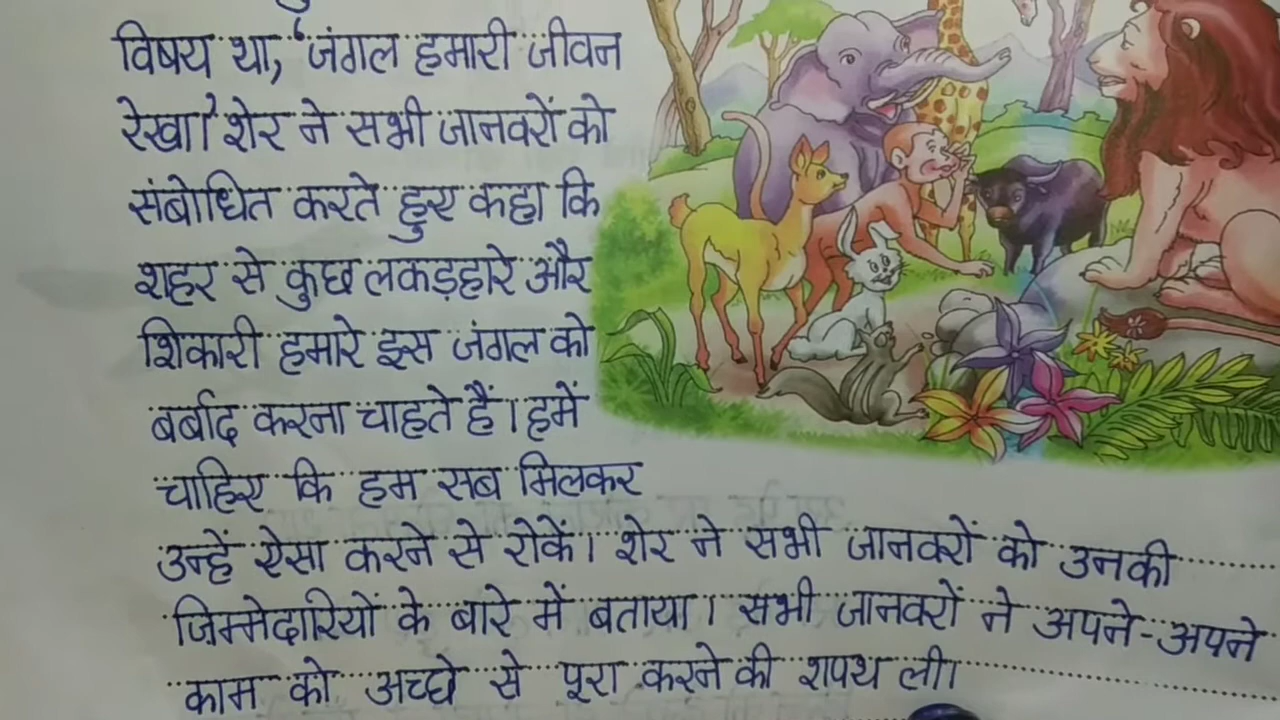 विषय था, 'जंगल हमारी जीवन
रेखा।' शेर ने सभी जानवरों को
संबोधित करते हुए कहा कि
शहर से कुछ लकड़हारे और
शिकारी हमारे इस जंगल को
बर्बाद करना चाहते हैं। हमें
चाहिए कि हम सब मिलकर
उन्हें ऐसा करने से रोकें। शेर ने सभी जानवरों को उनकी
जिम्मेदारियों के बारे में बताया। सभी जानवरों ने अपने-अपने
काम को अच्छे से पूरा करने की शपथ ली।